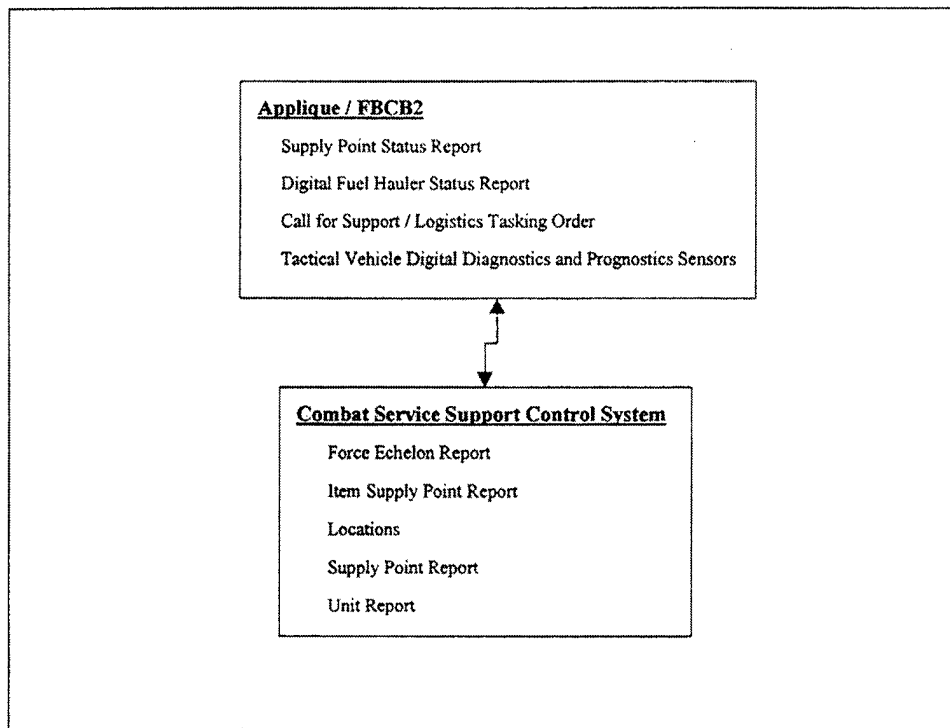 Applique / FBCB2
Supply Point Status Report
Digital Fuel Hauler Status Report
Call for Support / Logistics Tasking Order
Tactical Vehicle Digital Diagnostics and Prognostics Sensors
Combat Service Support Control System
Force Echelon Report
Item Supply Point Report
Locations
Supply Point Report
Unit Report